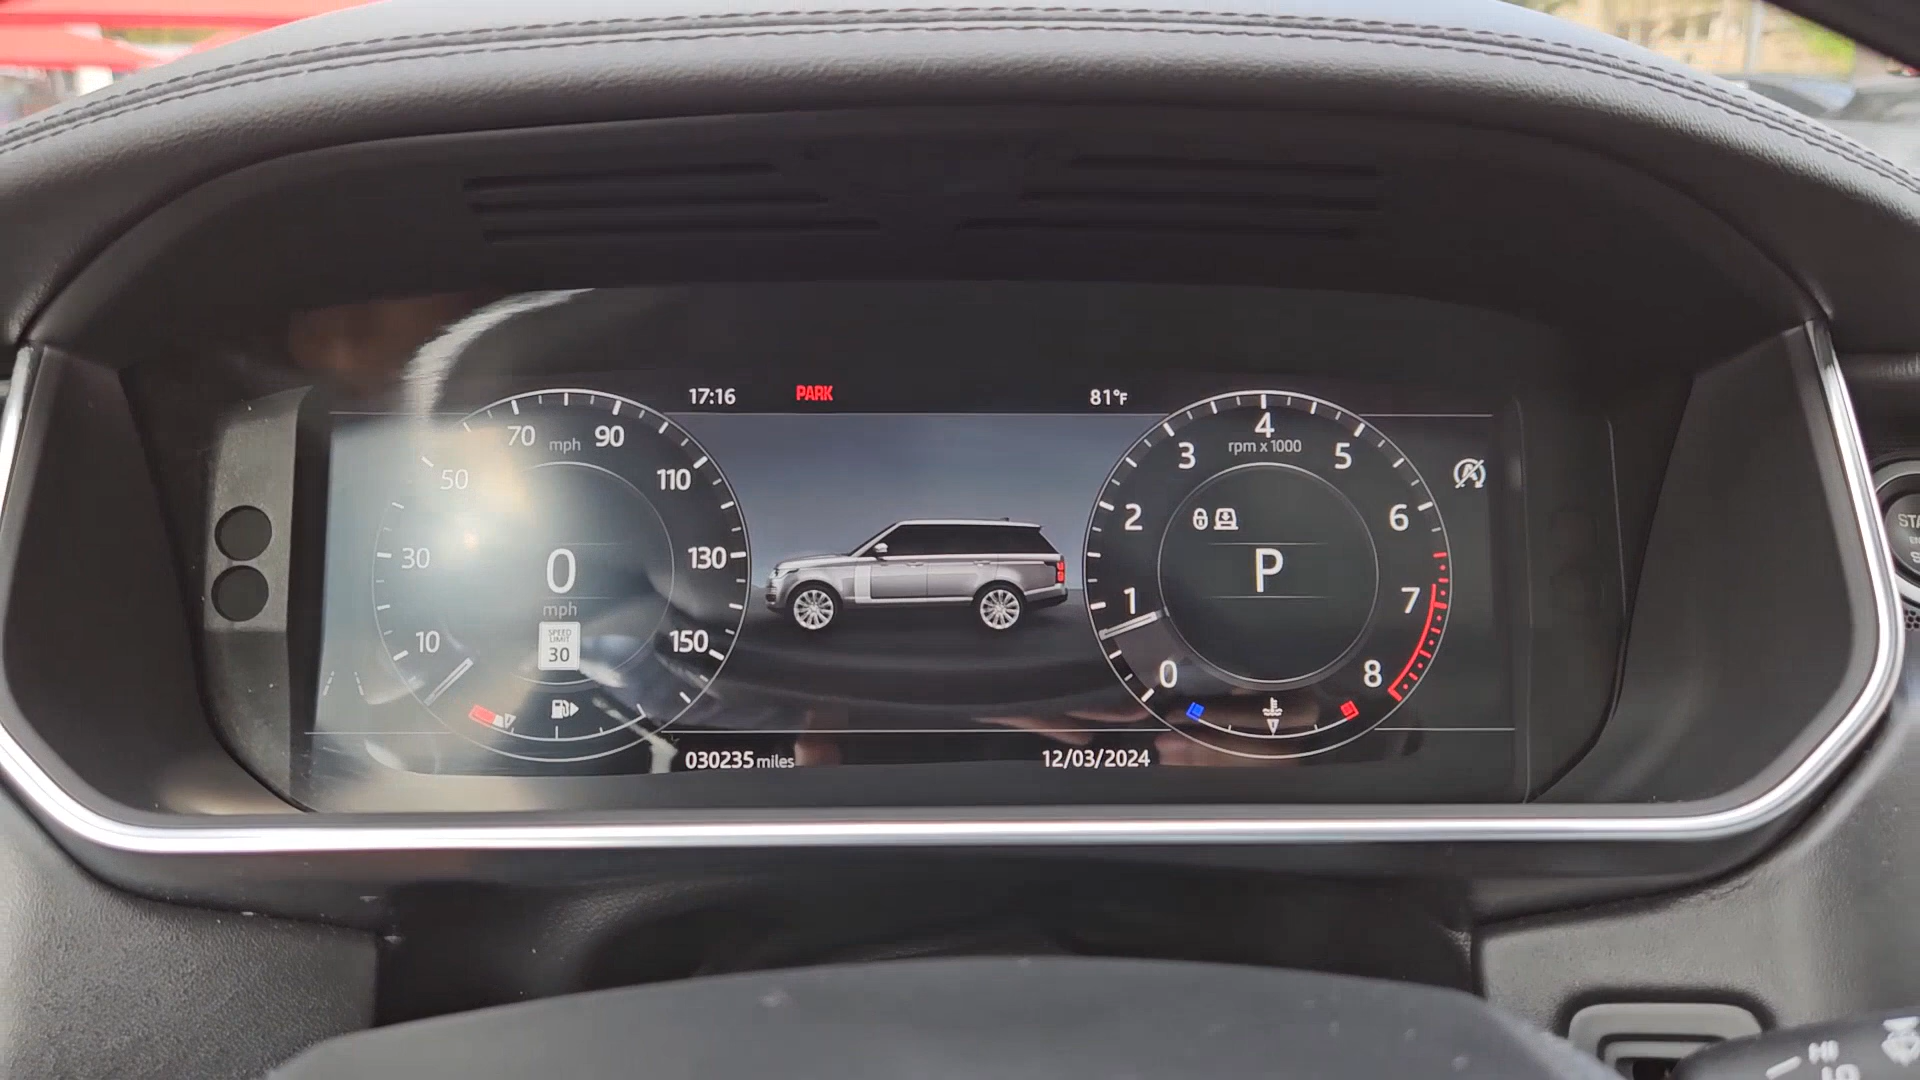 17:16 PARK 81°F
70 mph 90
50 110
30 130
10 150
0
mph
SPEED
LIMIT
30
4
rpm x 1000
3 5
2 6
1 7
0 8
P
030235 miles 12/03/2024
HI